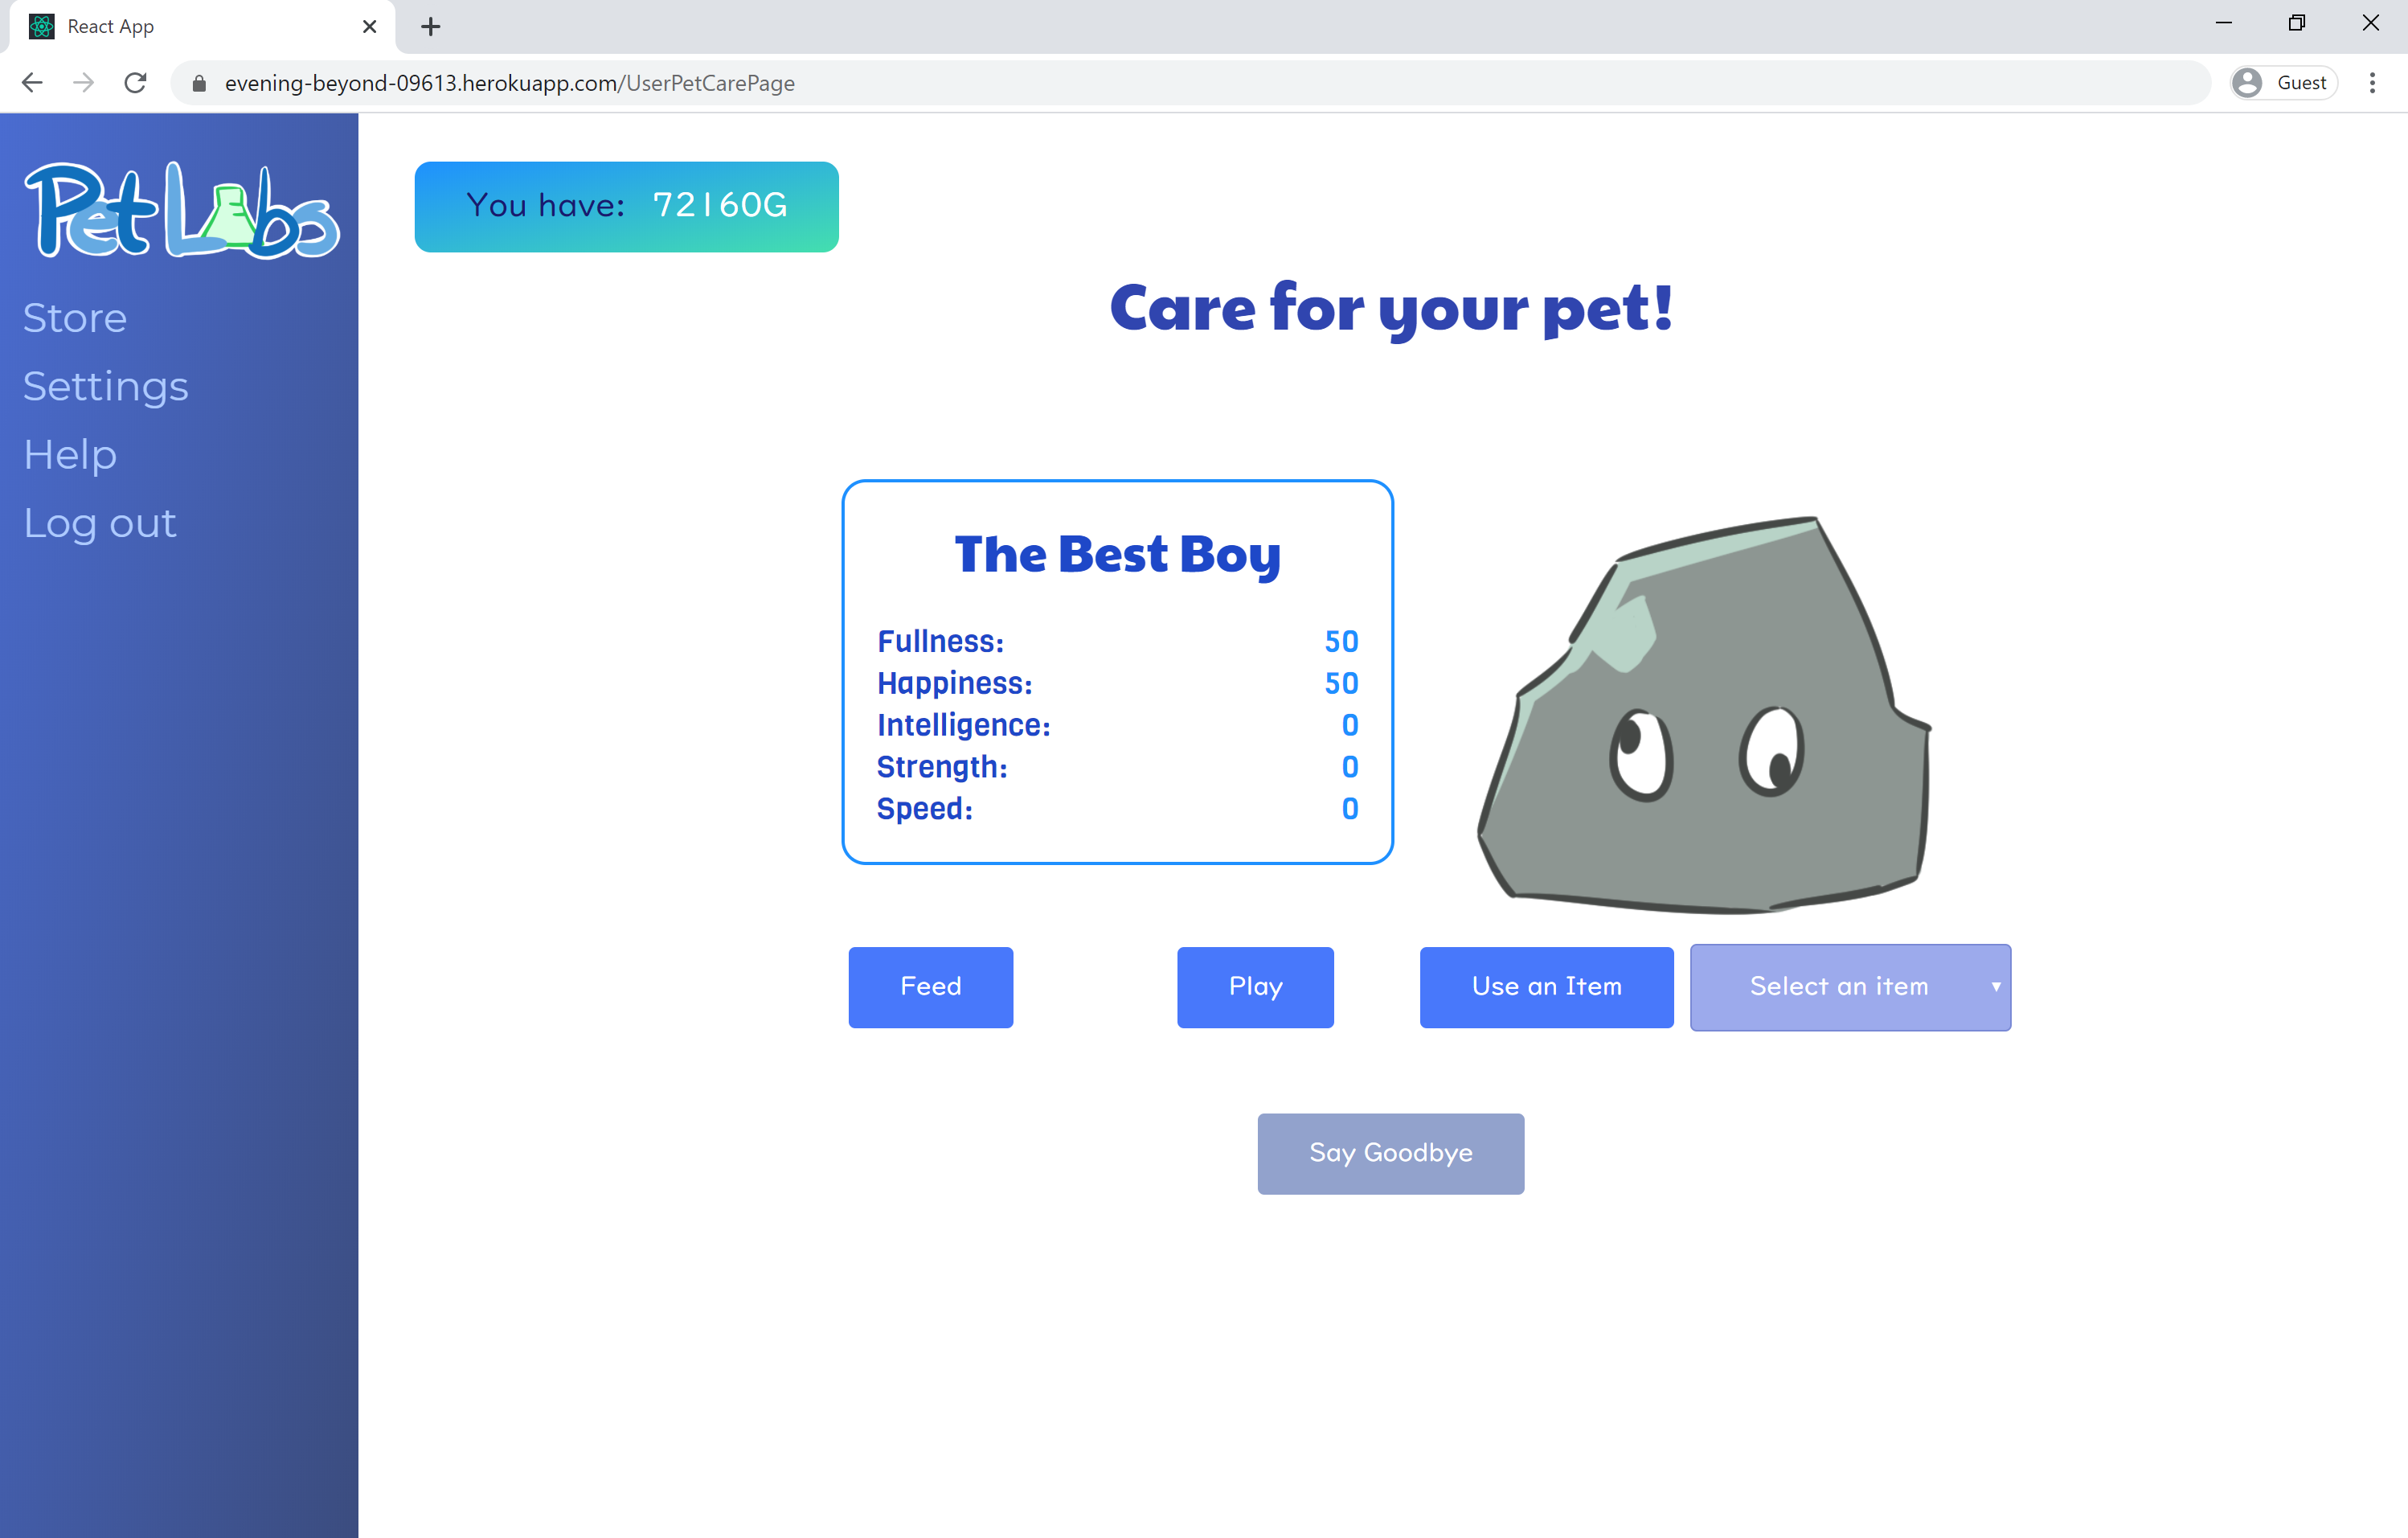 React App
evening-beyond-09613.herokuapp.com/UserPetCarePage
Guest
Pet Labs
Store
Settings
Help
Log out
You have: 72160G
Care for your pet!
The Best Boy
Fullness: 50
Happiness: 50
Intelligence: 0
Strength: 0
Speed: 0
Feed
Play
Use an Item
Select an item
Say Goodbye